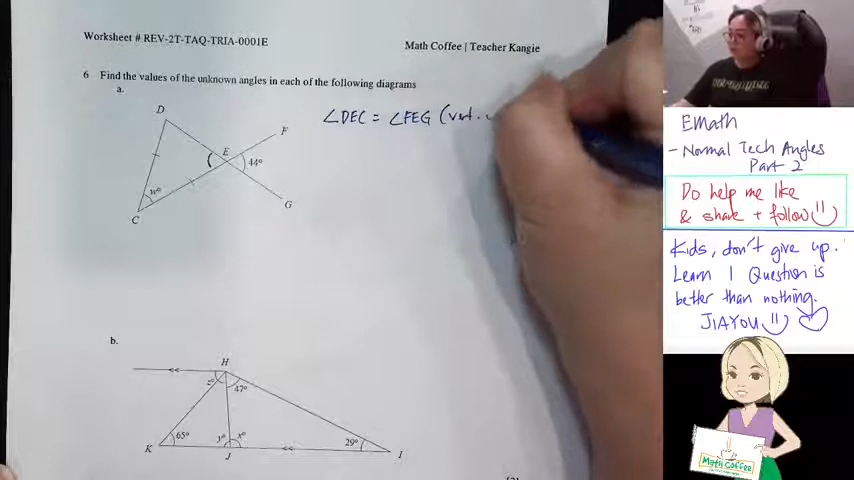 Worksheet # REV-2T-TAQ-TRIA-0001E
Math Coffee | Teacher Kangie
6 Find the values of the unknown angles in each of the following diagrams
a.
D
F
E
44°
w°
C
G
∠DEC = ∠FEG (vert.
b.
H
z°
47°
65°
y°
x°
29°
K
J
I
EMath
- Normal Tech Angles
Part 2
Do help me like
& share + follow
Kids, don't give up.
Learn 1 Question is
better than nothing.
JIAYOU
Math Coffee